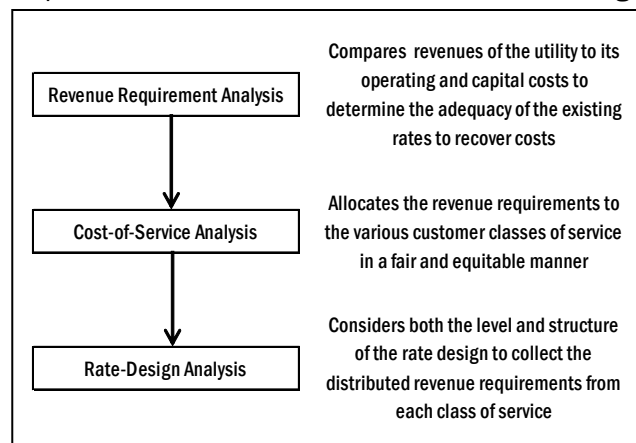 Compares revenues of the utility to its
operating and capital costs to
determine the adequacy of the existing
rates to recover costs
Revenue Requirement Analysis
Allocates the revenue requirements to
the various customer classes of service
in a fair and equitable manner
Cost-of-Service Analysis
Considers both the level and structure
of the rate design to collect the
distributed revenue requirements from
each class of service
Rate-Design Analysis